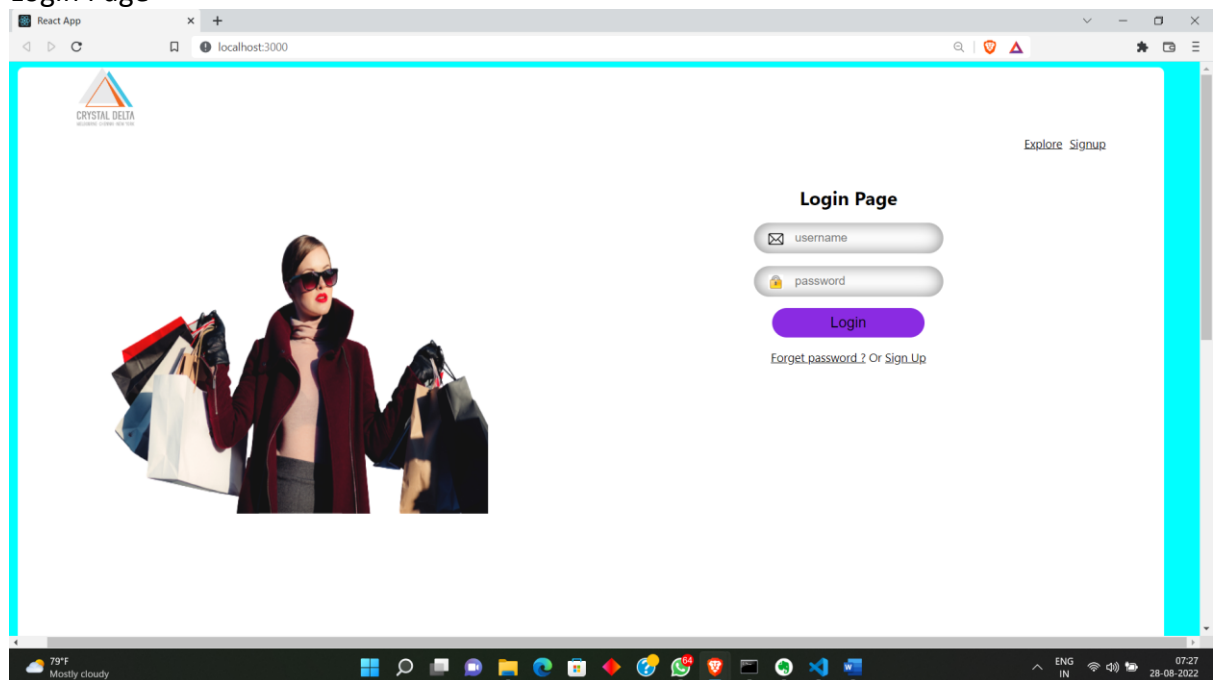 Login Page
React App
localhost:3000
CRYSTAL DELTA
Explore Signup
Login Page
username
password
Login
Forget password ? Or Sign Up
79°F
Mostly cloudy
64
ENG
IN
07:27
28-08-2022